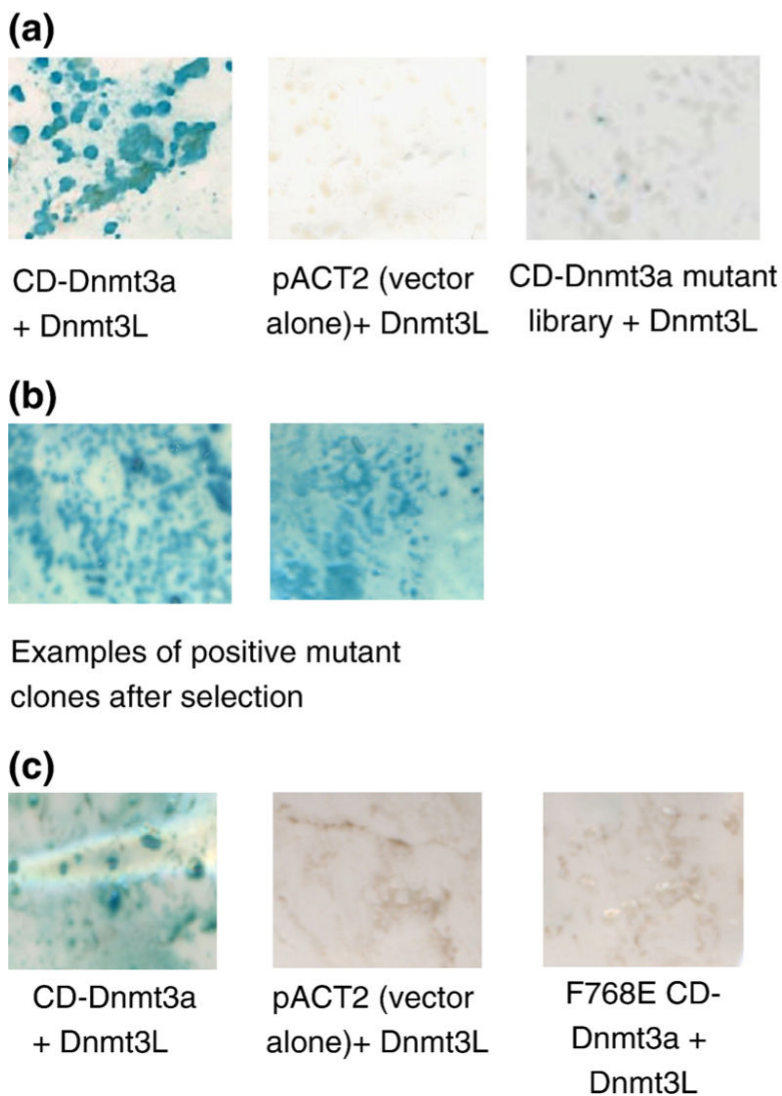 (a)
CD-Dnmt3a
+ Dnmt3L
pACT2 (vector
alone)+ Dnmt3L
CD-Dnmt3a mutant
library + Dnmt3L
(b)
Examples of positive mutant
clones after selection
(c)
CD-Dnmt3a
+ Dnmt3L
pACT2 (vector
alone)+ Dnmt3L
F768E CD-
Dnmt3a +
Dnmt3L